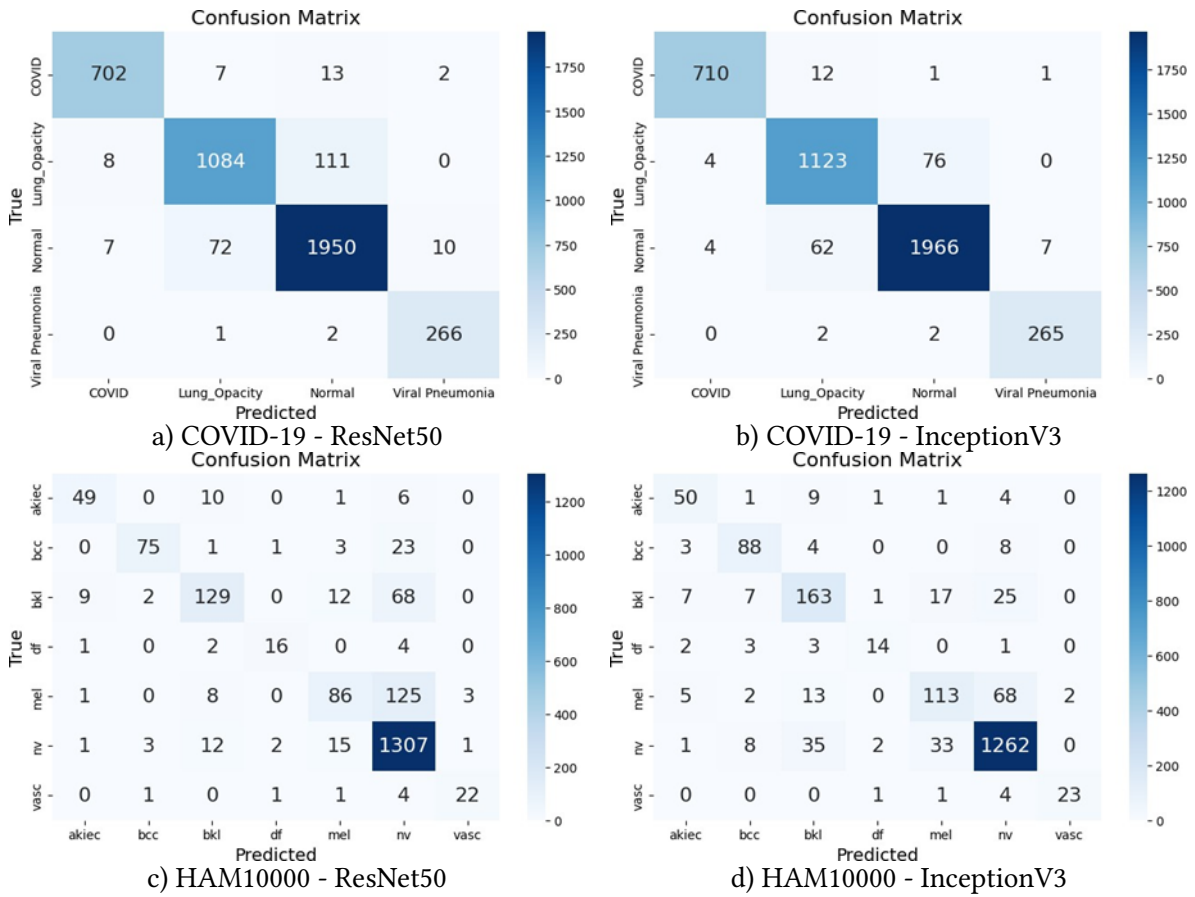 Confusion Matrix
COVID 702 7 13 2
Lung_Opacity 8 1084 111 0
Normal 7 72 1950 10
Viral Pneumonia 0 1 2 266
True
COVID Lung_Opacity Normal Viral Pneumonia
Predicted
1750
1500
1250
1000
750
500
250
0
a) COVID-19 - ResNet50
Confusion Matrix
COVID 710 12 1 1
Lung_Opacity 4 1123 76 0
Normal 4 62 1966 7
Viral Pneumonia 0 2 2 265
True
COVID Lung_Opacity Normal Viral Pneumonia
Predicted
1750
1500
1250
1000
750
500
250
0
b) COVID-19 - InceptionV3
Confusion Matrix
akiec 49 0 10 0 1 6 0
bcc 0 75 1 1 3 23 0
bkl 9 2 129 0 12 68 0
df 1 0 2 16 0 4 0
mel 1 0 8 0 86 125 3
nv 1 3 12 2 15 1307 1
vasc 0 1 0 1 1 4 22
True
akiec bcc bkl df mel nv vasc
Predicted
1200
1000
800
600
400
200
0
c) HAM10000 - ResNet50
Confusion Matrix
akiec 50 1 9 1 1 4 0
bcc 3 88 4 0 0 8 0
bkl 7 7 163 1 17 25 0
df 2 3 3 14 0 1 0
mel 5 2 13 0 113 68 2
nv 1 8 35 2 33 1262 0
vasc 0 0 0 1 1 4 23
True
akiec bcc bkl df mel nv vasc
Predicted
1200
1000
800
600
400
200
0
d) HAM10000 - InceptionV3